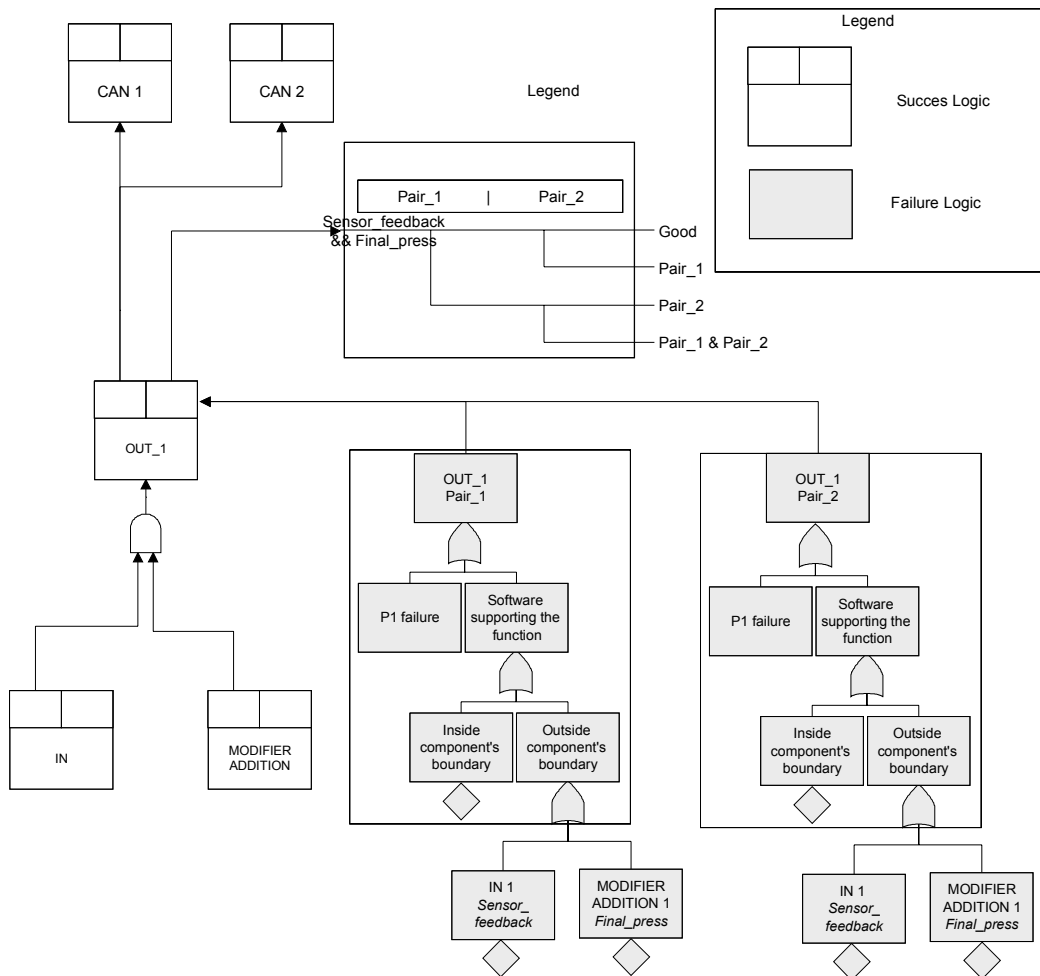 CAN 1
CAN 2
Legend
Legend
Succes Logic
Failure Logic
Pair_1 | Pair_2
Sensor_feedback
&& Final_press
Good
Pair_1
Pair_2
Pair_1 & Pair_2
OUT_1
IN
MODIFIER
ADDITION
OUT_1
Pair_1
P1 failure
Software
supporting the
function
Inside
component's
boundary
Outside
component's
boundary
IN 1
Sensor_
feedback
MODIFIER
ADDITION 1
Final_press
OUT_1
Pair_2
P1 failure
Software
supporting the
function
Inside
component's
boundary
Outside
component's
boundary
IN 1
Sensor_
feedback
MODIFIER
ADDITION 1
Final_press